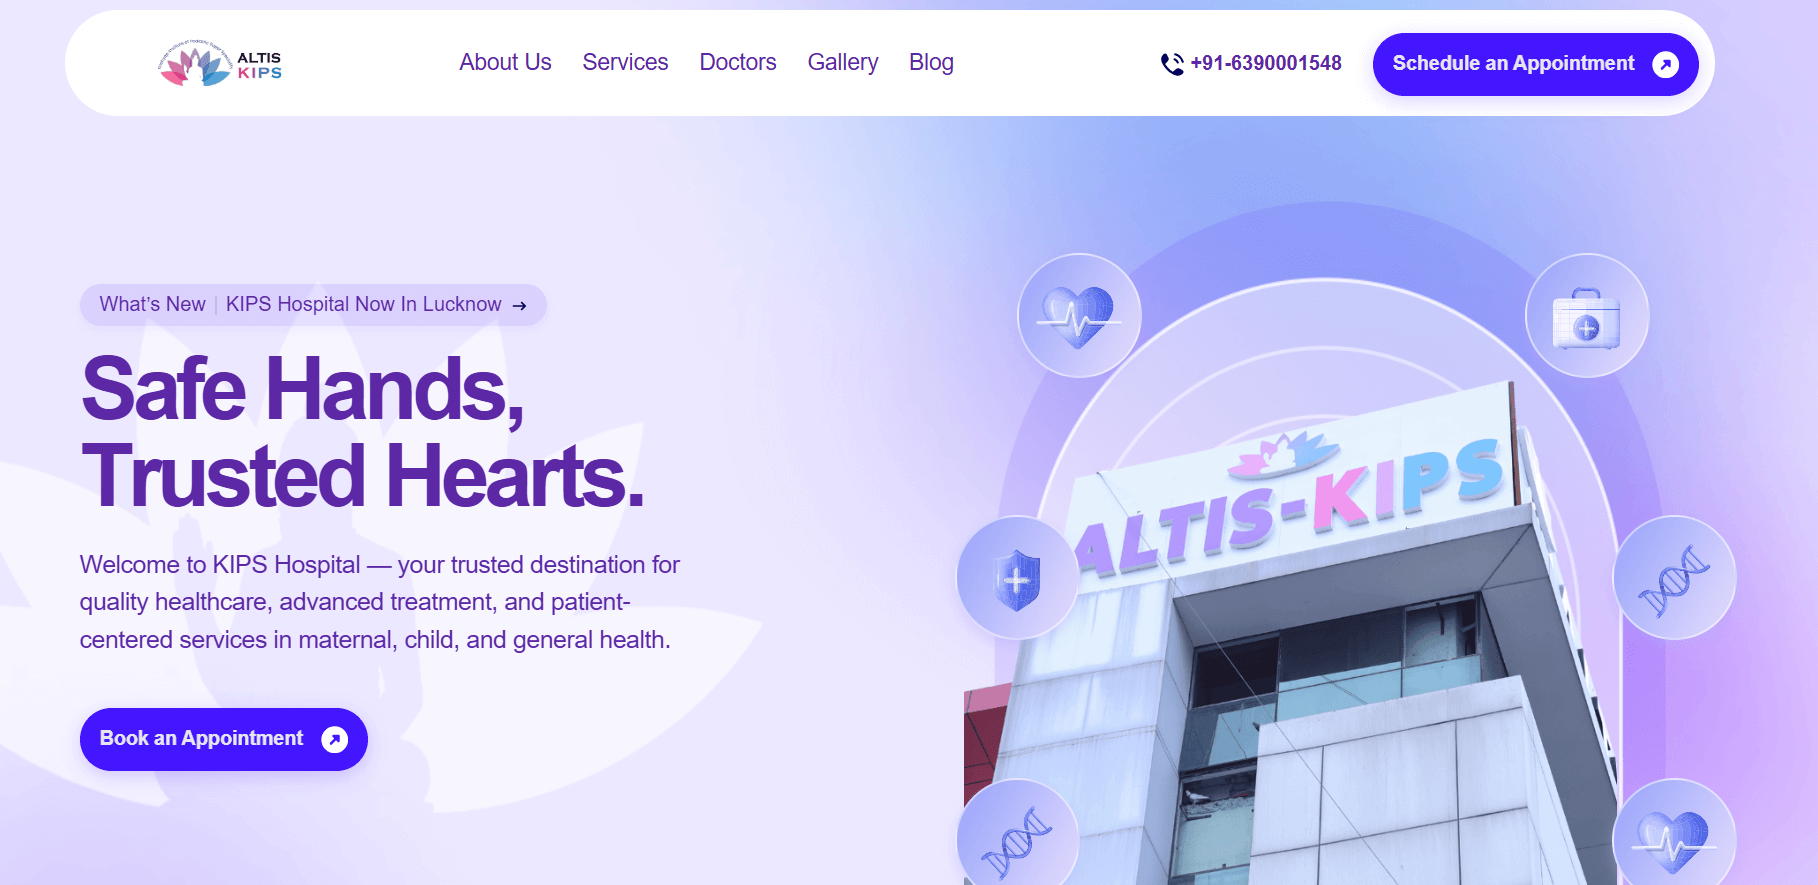 ALTIS
KIPS
About Us
Services
Doctors
Gallery
Blog
+91-6390001548
Schedule an Appointment
What’s New | KIPS Hospital Now In Lucknow →
Safe Hands,
Trusted Hearts.
Welcome to KIPS Hospital — your trusted destination for
quality healthcare, advanced treatment, and patient-
centered services in maternal, child, and general health.
Book an Appointment
ALTIS-KIPS